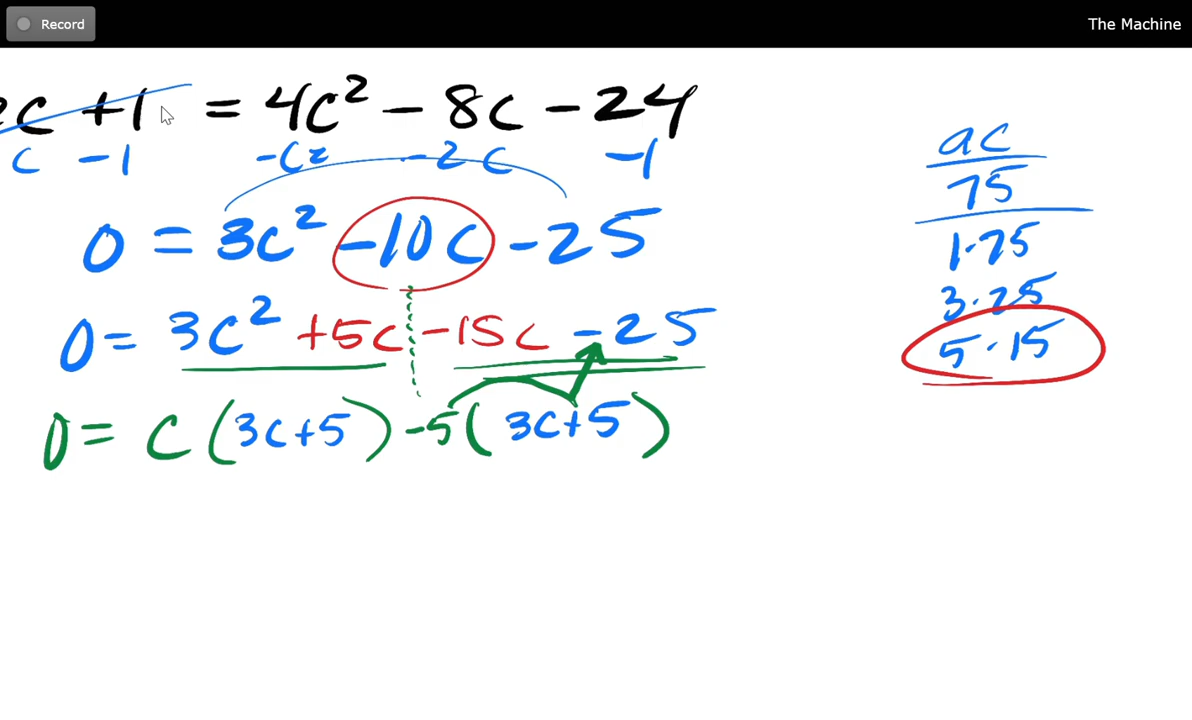 Record
The Machine
c + 1 = 4c² - 8c - 24
c - 1 -c² - 2c -1
0 = 3c² - 10c - 25
0 = 3c² + 5c - 15c - 25
0 = c (3c+5) - 5 (3c+5)
ac
75
1·75
3·25
5·15